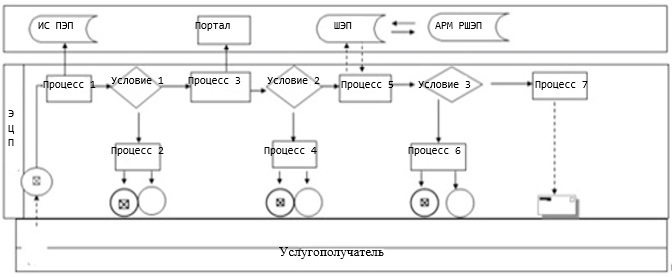 ИС ПЭП
Портал
ШЭП
АРМ РШЭП
ЭЦП
Процесс 1
Условие 1
Процесс 3
Условие 2
Процесс 5
Условие 3
Процесс 7
Процесс 2
Процесс 4
Процесс 6
Услугополучатель